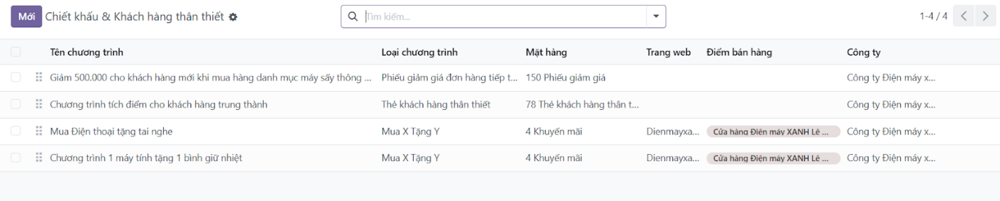 Mới Chiết khấu & Khách hàng thân thiết Tìm kiếm... 1-4 / 4
Tên chương trình Loại chương trình Mặt hàng Trang web Điểm bán hàng Công ty
Giảm 500.000 cho khách hàng mới khi mua hàng danh mục máy sấy thông ... Phiếu giảm giá đơn hàng tiếp t... 150 Phiếu giảm giá Công ty Điện máy x...
Chương trình tích điểm cho khách hàng trung thành Thẻ khách hàng thân thiết 78 Thẻ khách hàng thân t... Công ty Điện máy x...
Mua Điện thoại tặng tai nghe Mua X Tặng Y 4 Khuyến mãi Dienmayxa... Cửa hàng Điện máy XANH Lê ... Công ty Điện máy x...
Chương trình 1 máy tính tặng 1 bình giữ nhiệt Mua X Tặng Y 4 Khuyến mãi Dienmayxa... Cửa hàng Điện máy XANH Lê ... Công ty Điện máy x...